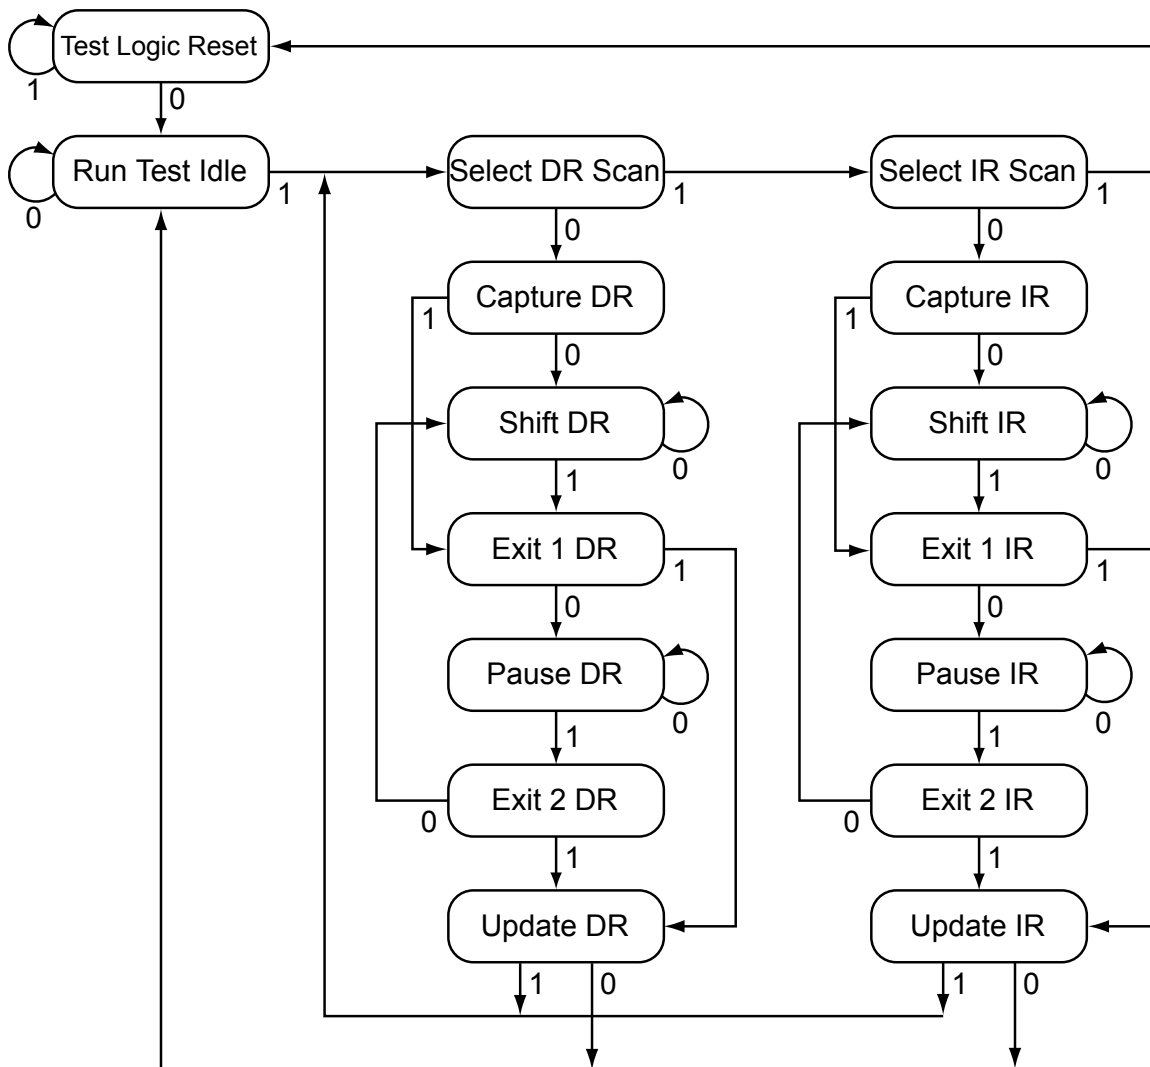 Test Logic Reset
1
0
Run Test Idle
0
1
Select DR Scan
1
0
Select IR Scan
1
0
Capture DR
1
0
Capture IR
1
0
Shift DR
0
1
Shift IR
0
1
Exit 1 DR
1
0
Exit 1 IR
1
0
Pause DR
0
1
Pause IR
0
1
Exit 2 DR
0
1
Exit 2 IR
0
1
Update DR
1
0
Update IR
1
0